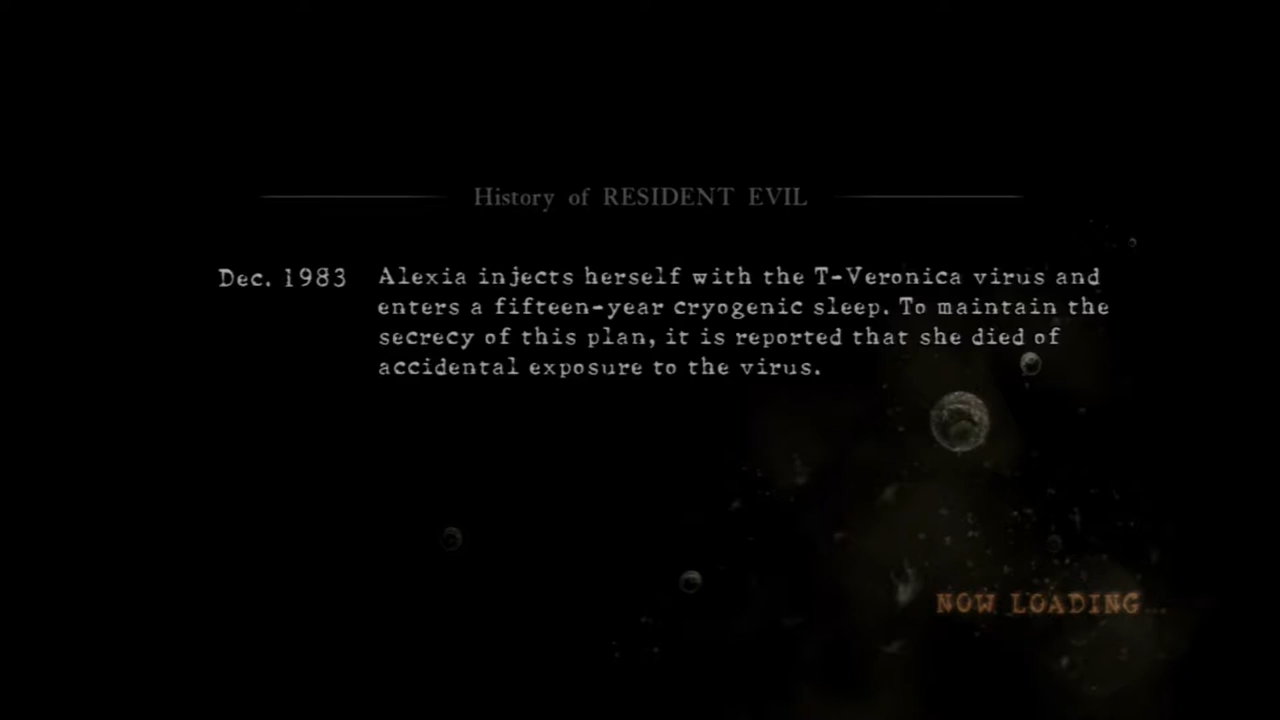 History of RESIDENT EVIL
Dec. 1983 Alexia injects herself with the T-Veronica virus and
enters a fifteen-year cryogenic sleep. To maintain the
secrecy of this plan, it is reported that she died of
accidental exposure to the virus.
NOW LOADING...